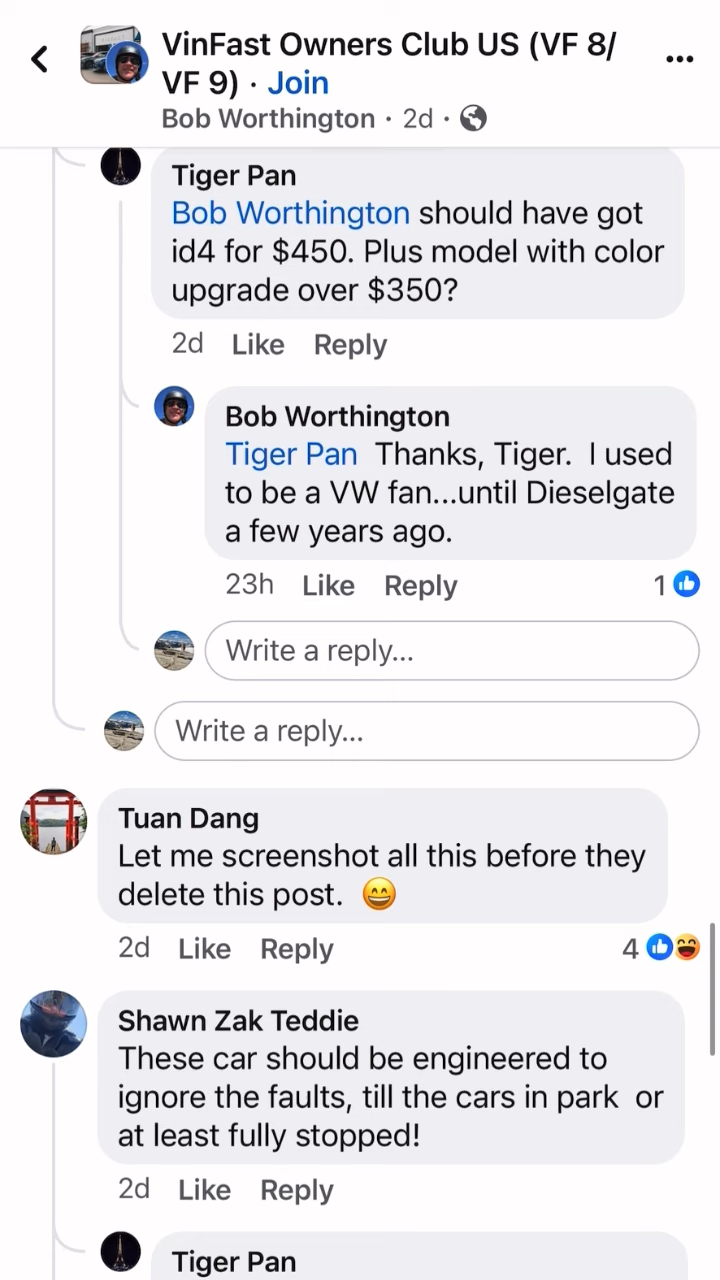 VinFast Owners Club US (VF 8/
VF 9) · Join
Bob Worthington · 2d ·
Tiger Pan
Bob Worthington should have got
id4 for $450. Plus model with color
upgrade over $350?
2d Like Reply
Bob Worthington
Tiger Pan Thanks, Tiger. I used
to be a VW fan...until Dieselgate
a few years ago.
23h Like Reply 1
Write a reply...
Write a reply...
Tuan Dang
Let me screenshot all this before they
delete this post. 😄
2d Like Reply 4
Shawn Zak Teddie
These car should be engineered to
ignore the faults, till the cars in park or
at least fully stopped!
2d Like Reply
Tiger Pan